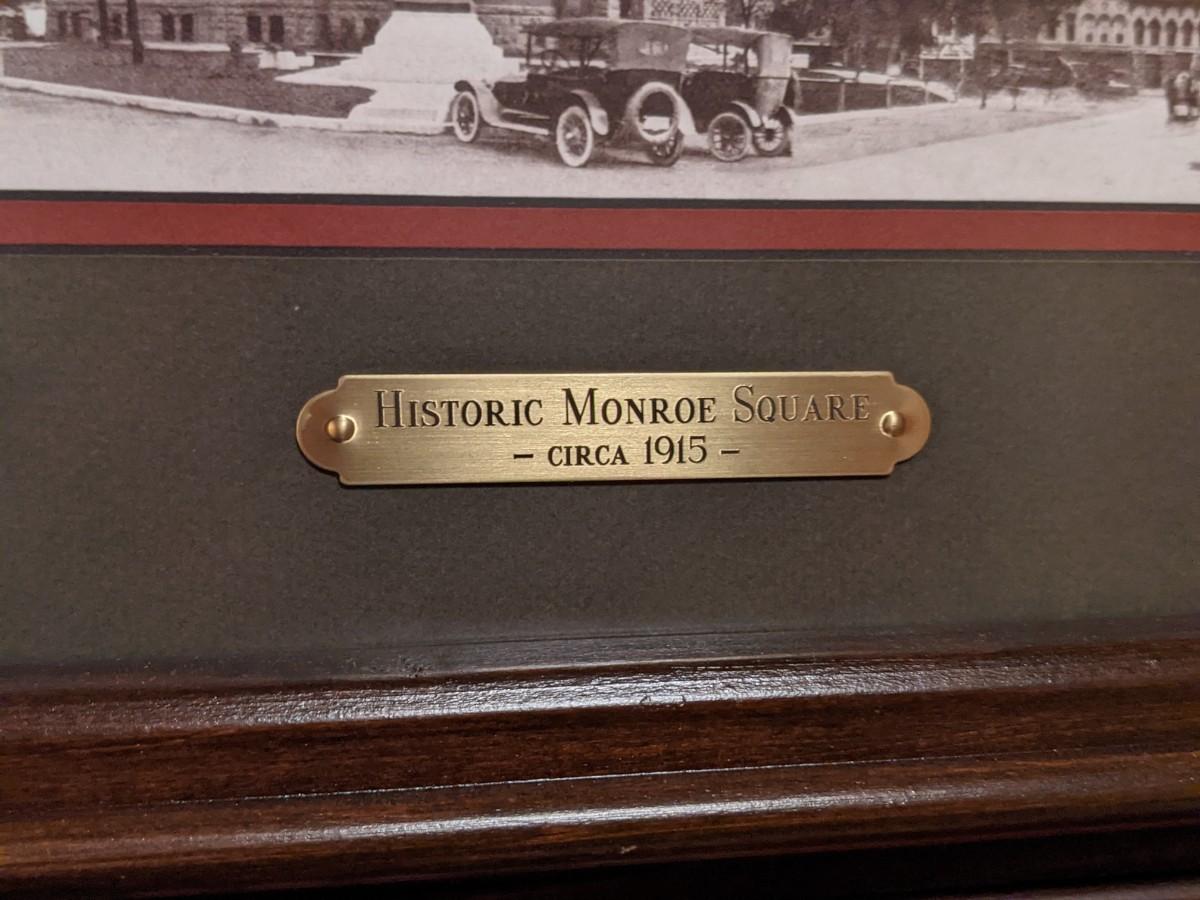 Historic Monroe Square
– circa 1915 –